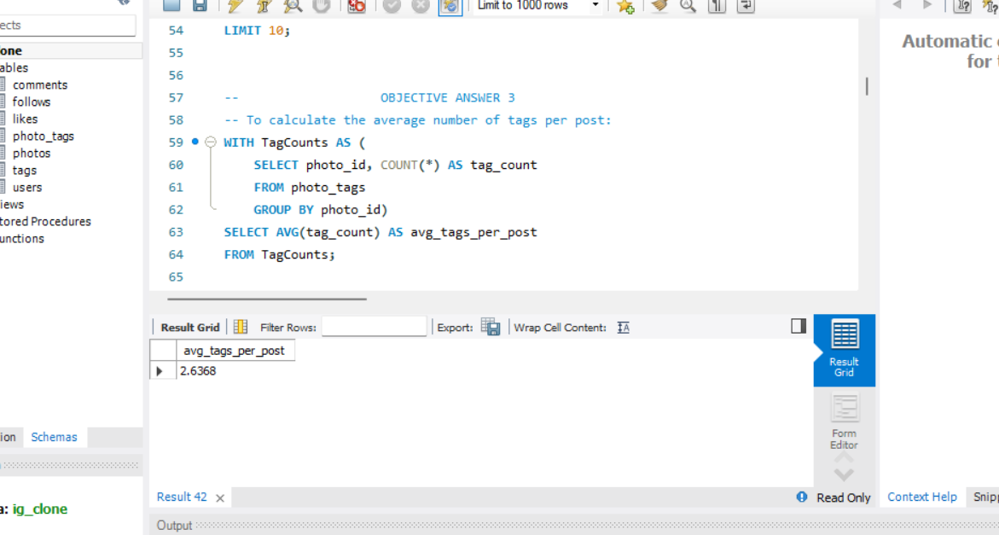 Limit to 1000 rows
ects
one
ables
comments
follows
likes
photo_tags
photos
tags
users
iews
tored Procedures
unctions
ion Schemas
a: ig_clone
54 LIMIT 10;
55
56
57 -- OBJECTIVE ANSWER 3
58 -- To calculate the average number of tags per post:
59 WITH TagCounts AS (
60 SELECT photo_id, COUNT(*) AS tag_count
61 FROM photo_tags
62 GROUP BY photo_id)
63 SELECT AVG(tag_count) AS avg_tags_per_post
64 FROM TagCounts;
65
Result Grid Filter Rows: Export: Wrap Cell Content: IA
avg_tags_per_post
2.6368
Result
Grid
Form
Editor
Result 42 Read Only
Output
Automatic
for
Context Help Snipp